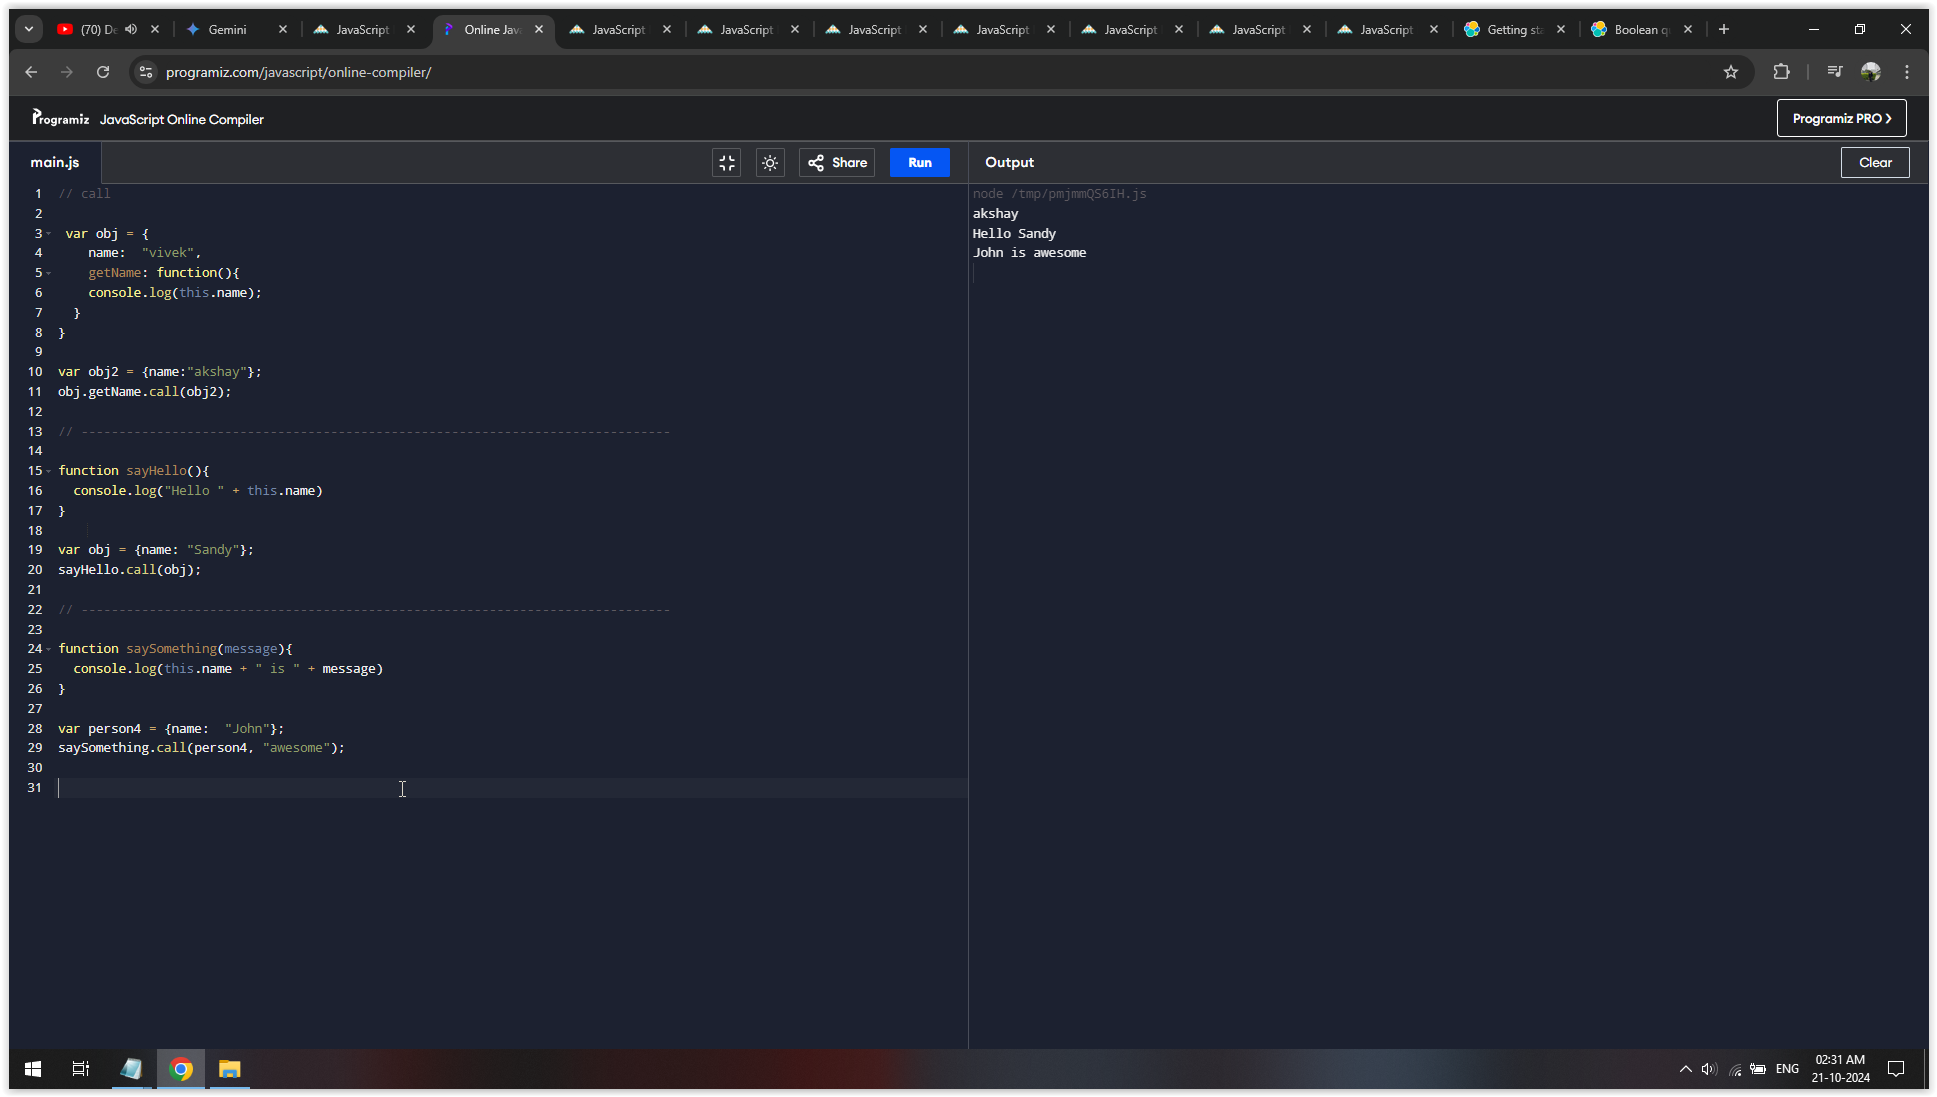 (70) De
Gemini
JavaScript
Online Java
JavaScript
JavaScript
JavaScript
JavaScript
JavaScript
JavaScript
JavaScript
Getting sta
Boolean q
programiz.com/javascript/online-compiler/
Programiz JavaScript Online Compiler
Programiz PRO
main.js
Share
Run
Output
Clear
1 // call
2
3 var obj = {
4 name: "vivek",
5 getName: function(){
6 console.log(this.name);
7 }
8 }
9
10 var obj2 = {name:"akshay"};
11 obj.getName.call(obj2);
12
13 // ------------------------------------------------------------------------------
14
15 function sayHello(){
16 console.log("Hello " + this.name)
17 }
18
19 var obj = {name: "Sandy"};
20 sayHello.call(obj);
21
22 // ------------------------------------------------------------------------------
23
24 function saySomething(message){
25 console.log(this.name + " is " + message)
26 }
27
28 var person4 = {name: "John"};
29 saySomething.call(person4, "awesome");
30
31
node /tmp/pmjmmQS6IH.js
akshay
Hello Sandy
John is awesome
ENG
02:31 AM
21-10-2024